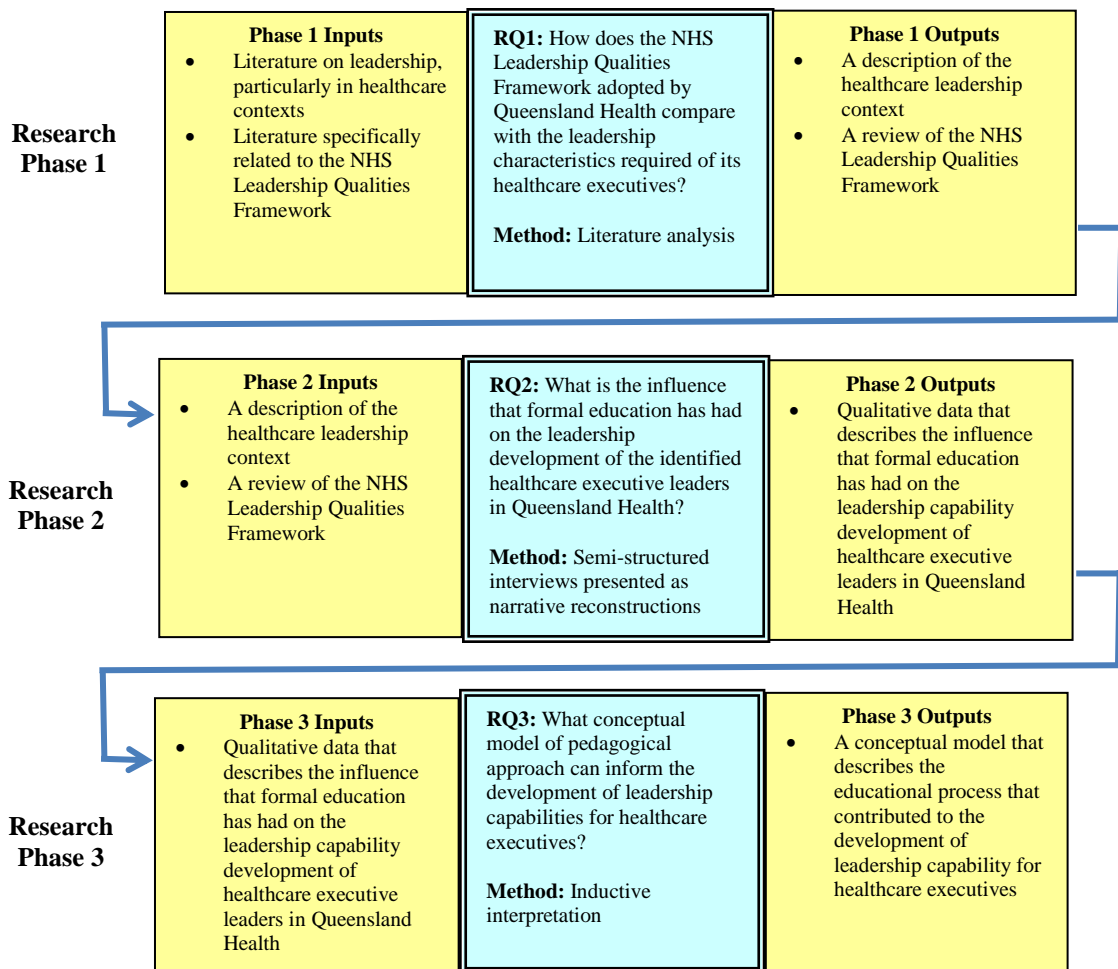 Research
Phase 1
Phase 1 Inputs
• Literature on leadership,
particularly in healthcare
contexts
• Literature specifically
related to the NHS
Leadership Qualities
Framework
RQ1: How does the NHS
Leadership Qualities
Framework adopted by
Queensland Health compare
with the leadership
characteristics required of its
healthcare executives?
Method: Literature analysis
Phase 1 Outputs
• A description of the
healthcare leadership
context
• A review of the NHS
Leadership Qualities
Framework
Research
Phase 2
Phase 2 Inputs
• A description of the
healthcare leadership
context
• A review of the NHS
Leadership Qualities
Framework
RQ2: What is the influence
that formal education has had
on the leadership
development of the identified
healthcare executive leaders
in Queensland Health?
Method: Semi-structured
interviews presented as
narrative reconstructions
Phase 2 Outputs
• Qualitative data that
describes the influence
that formal education
has had on the
leadership capability
development of
healthcare executive
leaders in Queensland
Health
Research
Phase 3
Phase 3 Inputs
• Qualitative data that
describes the influence
that formal education
has had on the
leadership capability
development of
healthcare executive
leaders in Queensland
Health
RQ3: What conceptual
model of pedagogical
approach can inform the
development of leadership
capabilities for healthcare
executives?
Method: Inductive
interpretation
Phase 3 Outputs
• A conceptual model that
describes the
educational process that
contributed to the
development of
leadership capability for
healthcare executives